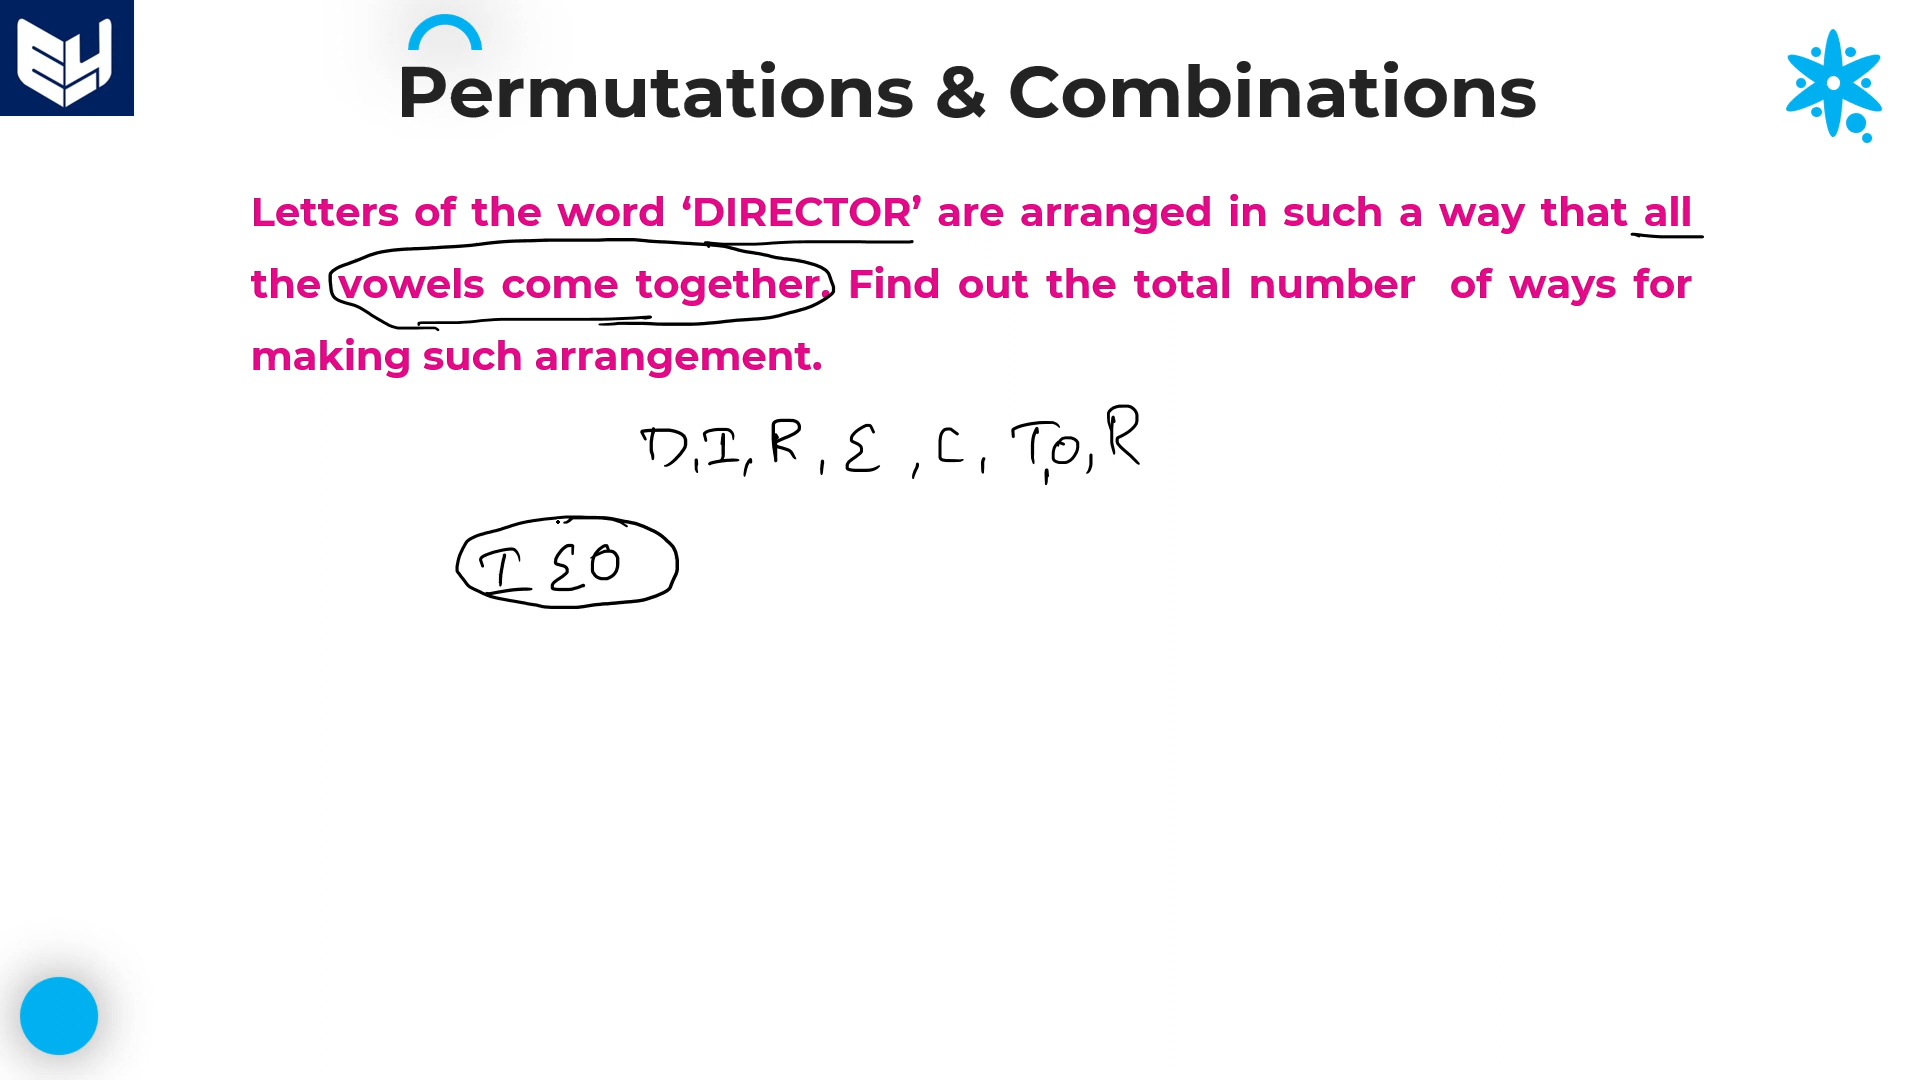 Permutations & Combinations
Letters of the word ‘DIRECTOR’ are arranged in such a way that all
the vowels come together. Find out the total number of ways for
making such arrangement.
D, I, R, E, C, T, O, R
I E O